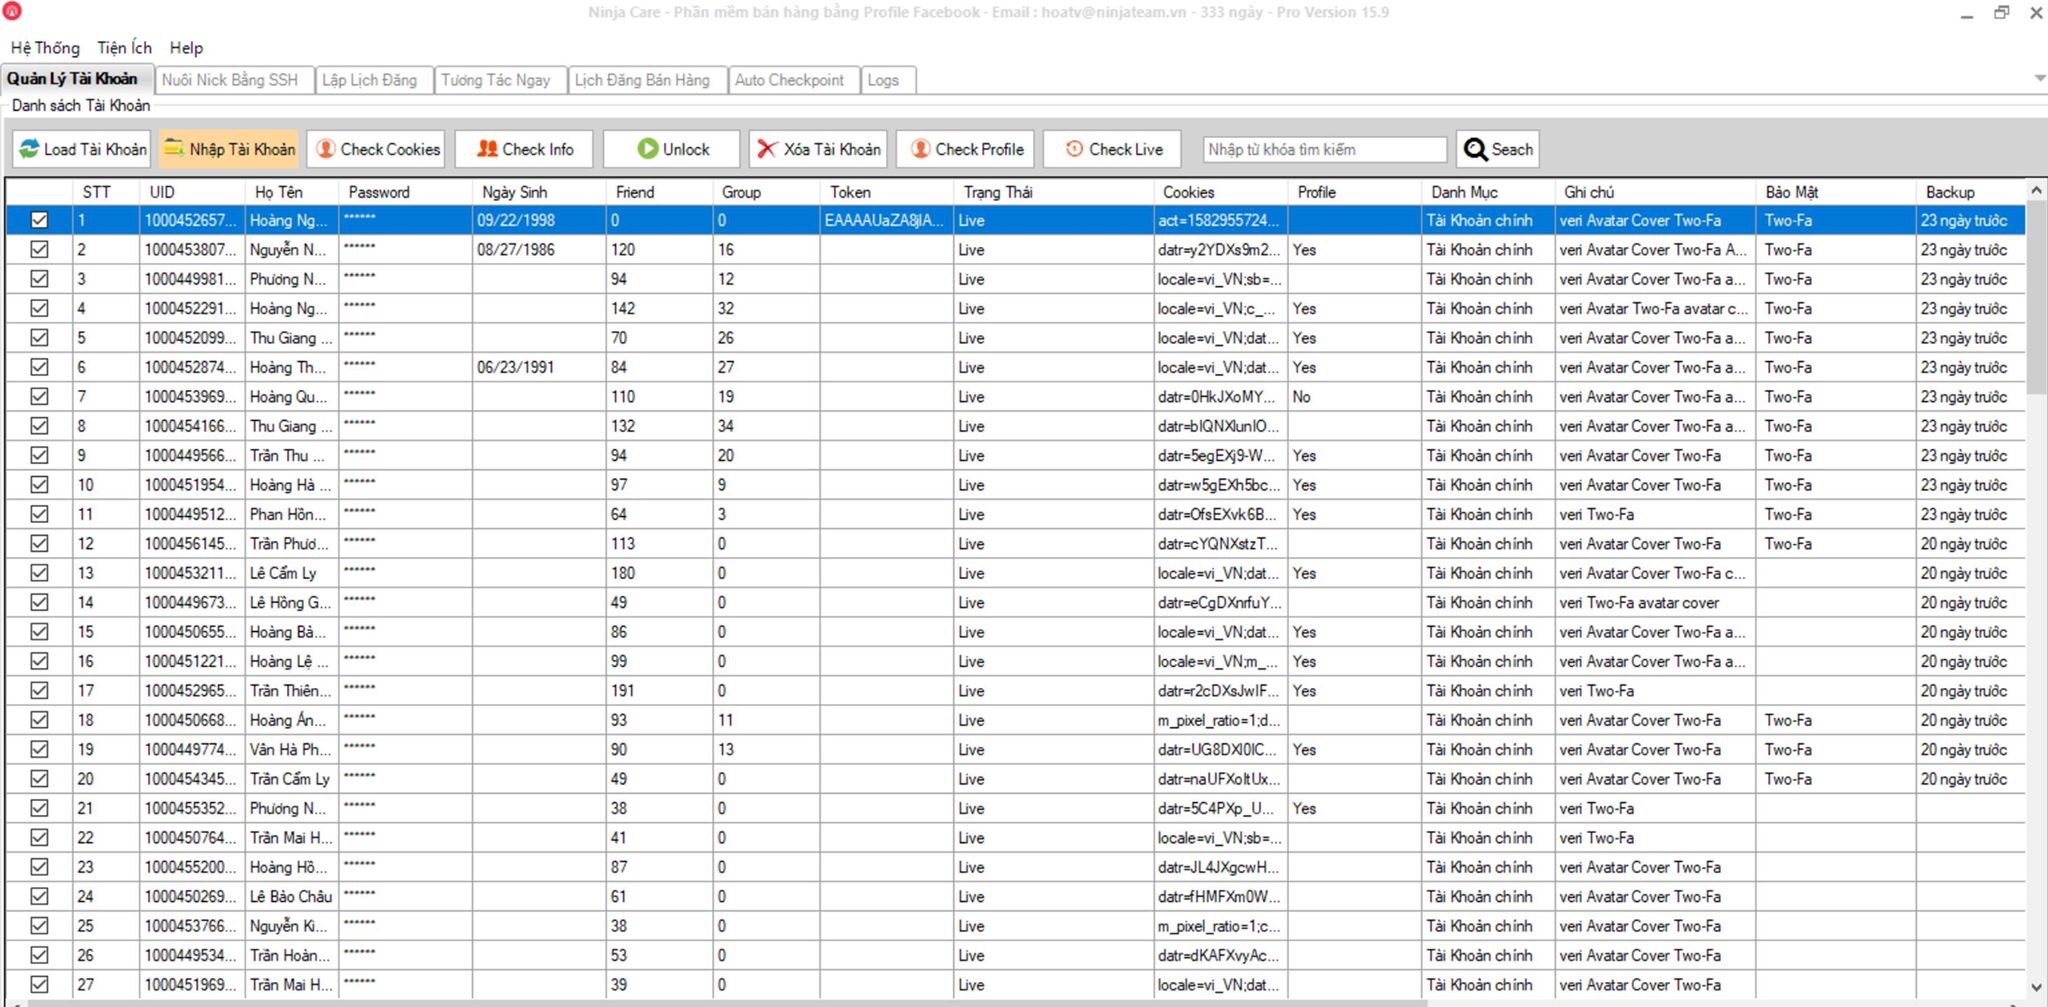 Ninja Care - Phần mềm bán hàng bằng Profile Facebook - Email : hoatv@ninjateam.vn - 333 ngày - Pro Version 15.9
Hệ Thống Tiện Ích Help
Quản Lý Tài Khoản Nuôi Nick Bằng SSH Lập Lịch Đăng Tương Tác Ngay Lịch Đăng Bán Hàng Auto Checkpoint Logs
Danh sách Tài Khoản
Load Tài Khoản Nhập Tài Khoản Check Cookies Check Info Unlock Xóa Tài Khoản Check Profile Check Live Nhập từ khóa tìm kiếm Seach
STT UID Họ Tên Password Ngày Sinh Friend Group Token Trạng Thái Cookies Profile Danh Mục Ghi chú Bảo Mật Backup
1 1000452657... Hoàng Ng... ****** 09/22/1998 0 0 EAAAAUaZA8jlA... Live act=1582955724... Tài Khoản chính veri Avatar Cover Two-Fa Two-Fa 23 ngày trước
2 1000453807... Nguyễn N... ****** 08/27/1986 120 16 Live datr=y2YDXs9m2... Yes Tài Khoản chính veri Avatar Cover Two-Fa A... Two-Fa 23 ngày trước
3 1000449981... Phương N... ****** 94 12 Live locale=vi_VN;sb=... Tài Khoản chính veri Avatar Cover Two-Fa a... Two-Fa 23 ngày trước
4 1000452291... Hoàng Ng... ****** 142 32 Live locale=vi_VN;c_... Yes Tài Khoản chính veri Avatar Two-Fa avatar c... Two-Fa 23 ngày trước
5 1000452099... Thu Giang ... ****** 70 26 Live locale=vi_VN;dat... Yes Tài Khoản chính veri Avatar Cover Two-Fa a... Two-Fa 23 ngày trước
6 1000452874... Hoàng Th... ****** 06/23/1991 84 27 Live locale=vi_VN;dat... Yes Tài Khoản chính veri Avatar Cover Two-Fa a... Two-Fa 23 ngày trước
7 1000453969... Hoàng Qu... ****** 110 19 Live datr=0HkJXoMY... No Tài Khoản chính veri Avatar Cover Two-Fa a... Two-Fa 23 ngày trước
8 1000454166... Thu Giang ... ****** 132 34 Live datr=blQNXlunlO... Tài Khoản chính veri Avatar Cover Two-Fa a... Two-Fa 23 ngày trước
9 1000449566... Trần Thu ... ****** 94 20 Live datr=5egEXj9-W... Yes Tài Khoản chính veri Avatar Cover Two-Fa Two-Fa 23 ngày trước
10 1000451954... Hoàng Hà ... ****** 97 9 Live datr=w5gEXh5bc... Yes Tài Khoản chính veri Avatar Cover Two-Fa Two-Fa 23 ngày trước
11 1000449512... Phan Hồn... ****** 64 3 Live datr=OfsEXvk6B... Yes Tài Khoản chính veri Two-Fa Two-Fa 23 ngày trước
12 1000456145... Trần Phươ... ****** 113 0 Live datr=cYQNXstzT... Tài Khoản chính veri Avatar Cover Two-Fa Two-Fa 20 ngày trước
13 1000453211... Lê Cẩm Ly ****** 180 0 Live locale=vi_VN;dat... Yes Tài Khoản chính veri Avatar Cover Two-Fa c... 20 ngày trước
14 1000449673... Lê Hồng G... ****** 49 0 Live datr=eCgDXnrfuY... Tài Khoản chính veri Two-Fa avatar cover 20 ngày trước
15 1000450655... Hoàng Bả... ****** 86 0 Live locale=vi_VN;dat... Yes Tài Khoản chính veri Avatar Cover Two-Fa a... 20 ngày trước
16 1000451221... Hoàng Lệ ... ****** 99 0 Live locale=vi_VN;m_... Yes Tài Khoản chính veri Avatar Cover Two-Fa a... 20 ngày trước
17 1000452965... Trần Thiên... ****** 191 0 Live datr=r2cDXsJwlF... Yes Tài Khoản chính veri Two-Fa 20 ngày trước
18 1000450668... Hoàng Ân... ****** 93 11 Live m_pixel_ratio=1;d... Tài Khoản chính veri Avatar Cover Two-Fa Two-Fa 20 ngày trước
19 1000449774... Vân Hà Ph... ****** 90 13 Live datr=UG8DXl0lC... Yes Tài Khoản chính veri Avatar Cover Two-Fa Two-Fa 20 ngày trước
20 1000454345... Trần Cẩm Ly ****** 49 0 Live datr=naUFXoltUx... Tài Khoản chính veri Avatar Cover Two-Fa Two-Fa 20 ngày trước
21 1000455352... Phương N... ****** 38 0 Live datr=5C4PXp_U... Yes Tài Khoản chính veri Two-Fa
22 1000450764... Trần Mai H... ****** 41 0 Live locale=vi_VN;sb=... Tài Khoản chính veri Two-Fa
23 1000455200... Hoàng Hồ... ****** 87 0 Live datr=JL4JXgcwH... Tài Khoản chính veri Avatar Cover Two-Fa
24 1000450269... Lê Bảo Châu ****** 61 0 Live datr=fHMFXm0W... Tài Khoản chính veri Avatar Cover Two-Fa
25 1000453766... Nguyễn Ki... ****** 38 0 Live m_pixel_ratio=1;c... Tài Khoản chính veri Avatar Cover Two-Fa
26 1000449534... Trần Hoàn... ****** 53 0 Live datr=dKAFXvyAc... Tài Khoản chính veri Avatar Cover Two-Fa
27 1000451969... Trần Mai H... ****** 39 0 Live locale=vi_VN;dat... Tài Khoản chính veri Avatar Cover Two-Fa